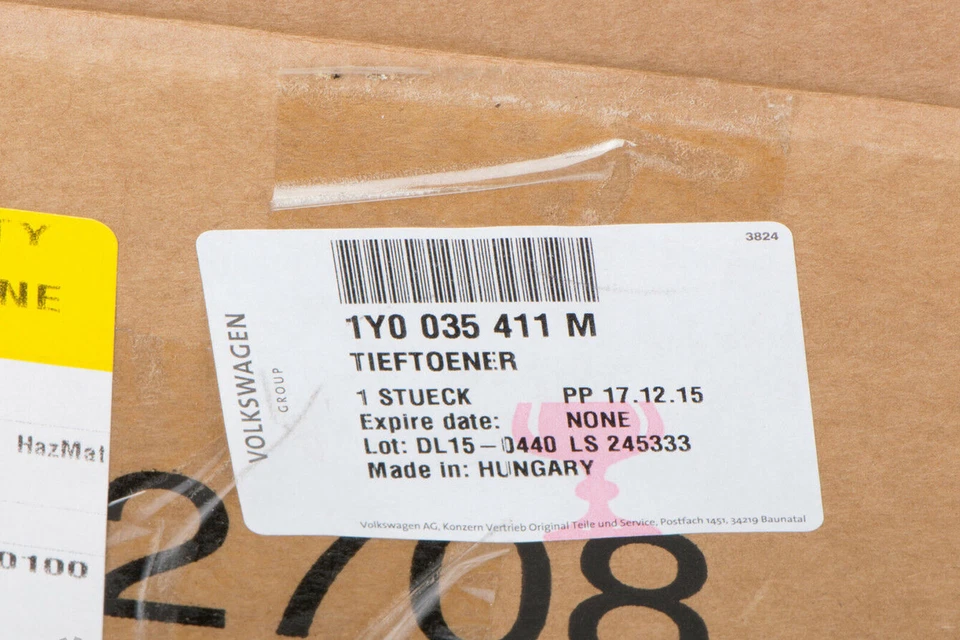 3824
VOLKSWAGEN
GROUP
1Y0 035 411 M
TIEFTOENER
1 STUECK PP 17.12.15
Expire date: NONE
Lot: DL15-0440 LS 245333
Made in: HUNGARY
Volkswagen AG, Konzern Vertrieb Original Teile und Service, Postfach 1451, 34219 Baunatal
TY
NE
HazMat
0100
2708